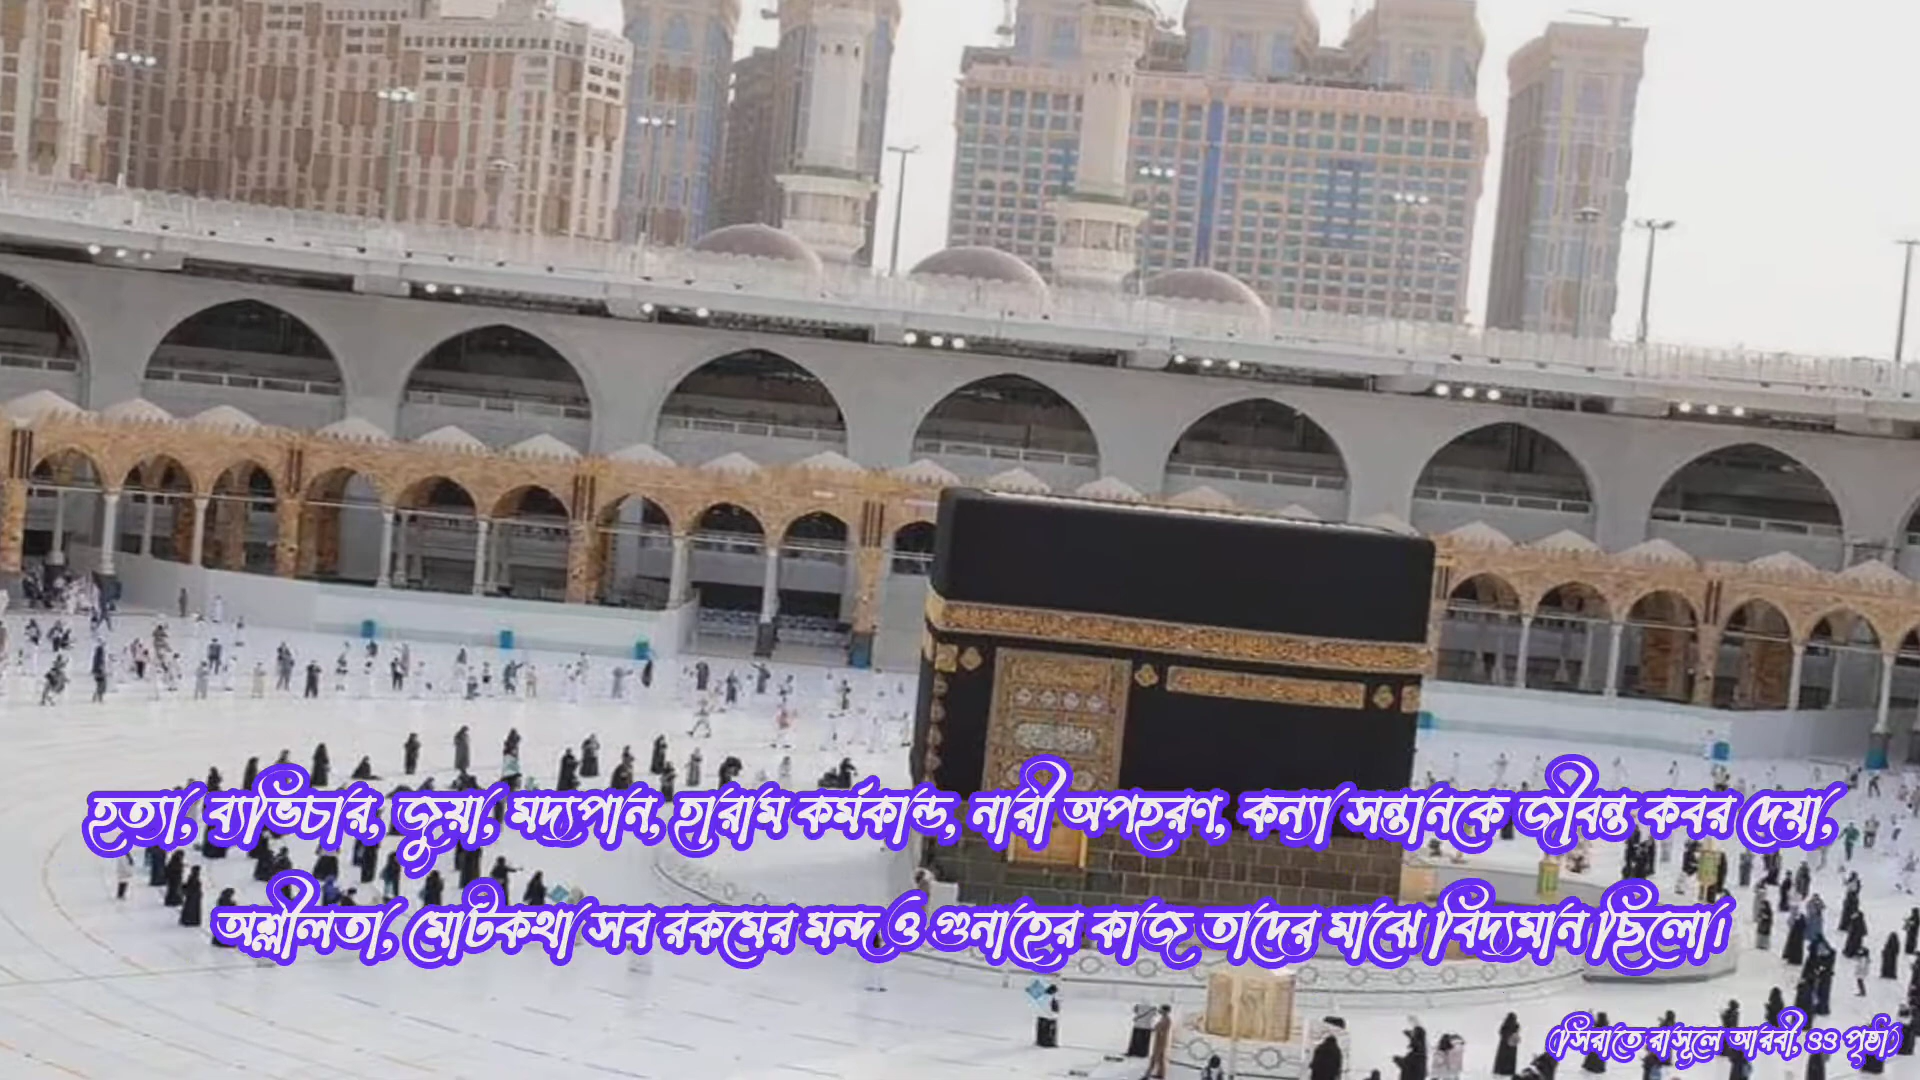 হত্যা, ব্যভিচার, জুয়া, মদ্যপান, হারাম কর্মকান্ড, নারী অপহরণ, কন্যা সন্তানকে জীবন্ত কবর দেয়া,
অশ্লীলতা, মোটকথা সব রকমের মন্দ ও গুনাহের কাজ তাদের মাঝে বিদ্যমান ছিলো।
(সিরাতে রাসূলে আরবী, ৪৪ পৃষ্ঠা)